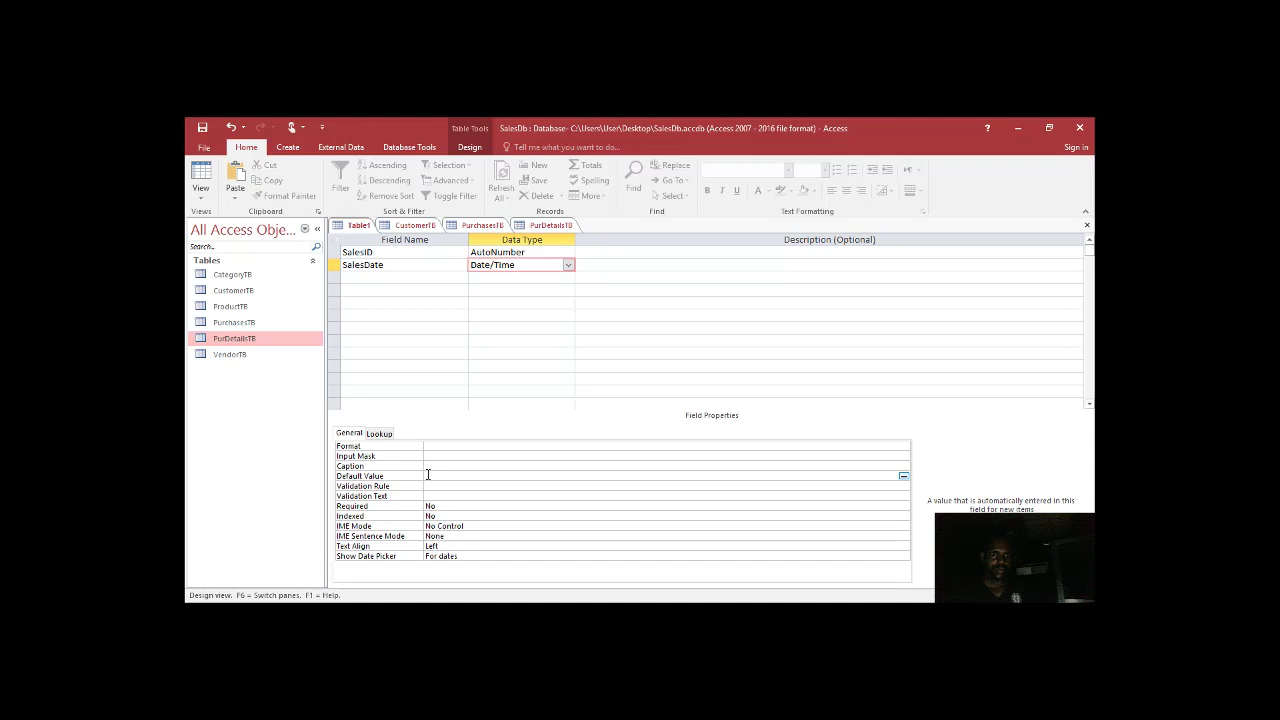 SalesDb : Database- C:\Users\User\Desktop\SalesDb.accdb (Access 2007 - 2016 file format) - Access
Table Tools
File Home Create External Data Database Tools Design Tell me what you want to do... Sign in
View
Views
Paste
Cut
Copy
Format Painter
Clipboard
Filter
Ascending
Descending
Remove Sort
Selection
Advanced
Toggle Filter
Sort & Filter
Refresh All
New
Save
Delete
Totals
Spelling
More
Records
Find
Replace
Go To
Select
Find
B I U A
Text Formatting
All Access Obje...
Search..
Tables
CategoryTB
CustomerTB
ProductTB
PurchasesTB
PurDetailsTB
VendorTB
Table1 CustomerTB PurchasesTB PurDetailsTB
Field Name Data Type Description (Optional)
SalesID AutoNumber
SalesDate Date/Time
Field Properties
General Lookup
Format
Input Mask
Caption
Default Value
Validation Rule
Validation Text
Required No
Indexed No
IME Mode No Control
IME Sentence Mode None
Text Align Left
Show Date Picker For dates
A value that is automatically entered in this
field for new items
Design view. F6 = Switch panes. F1 = Help.